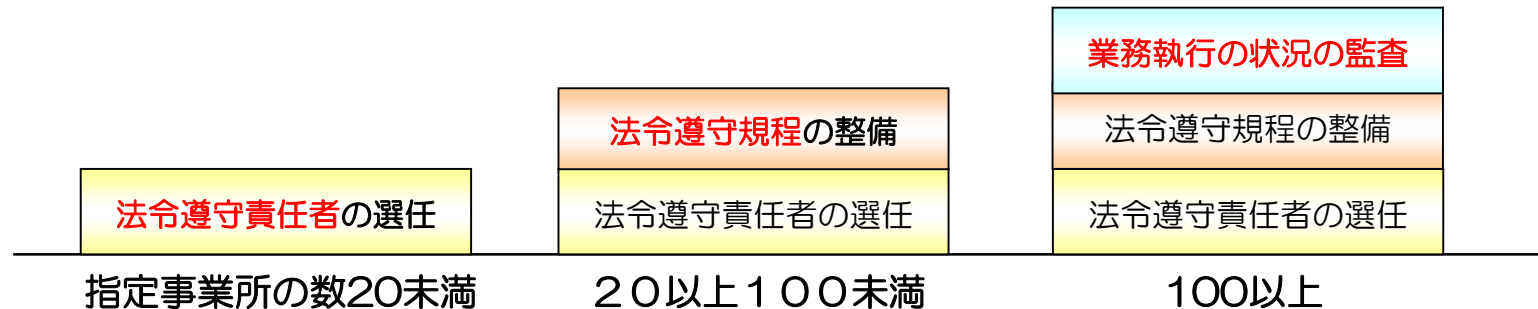 業務執行の状況の監査
法令遵守規程の整備
法令遵守規程の整備
法令遵守責任者の選任
法令遵守責任者の選任
法令遵守責任者の選任
指定事業所の数20未満
２０以上１００未満
100以上